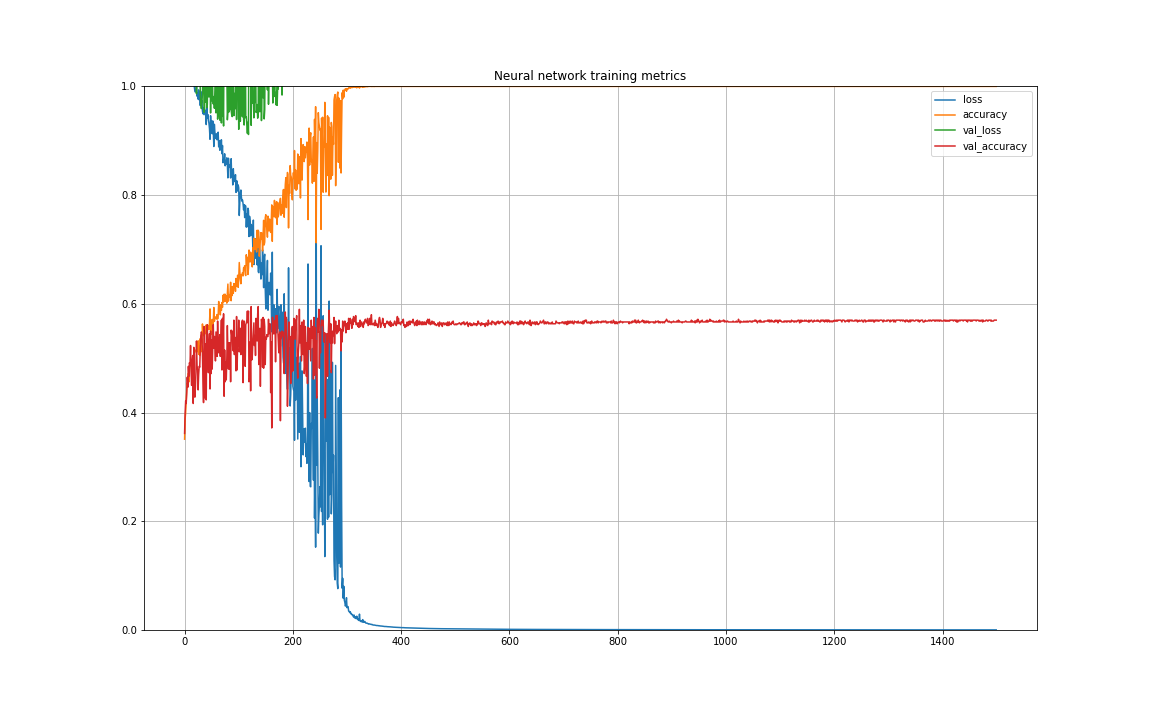 Neural network training metrics
1.0
0.8
0.6
0.4
0.2
0.0
loss
accuracy
val_loss
val_accuracy
0 200 400 600 800 1000 1200 1400